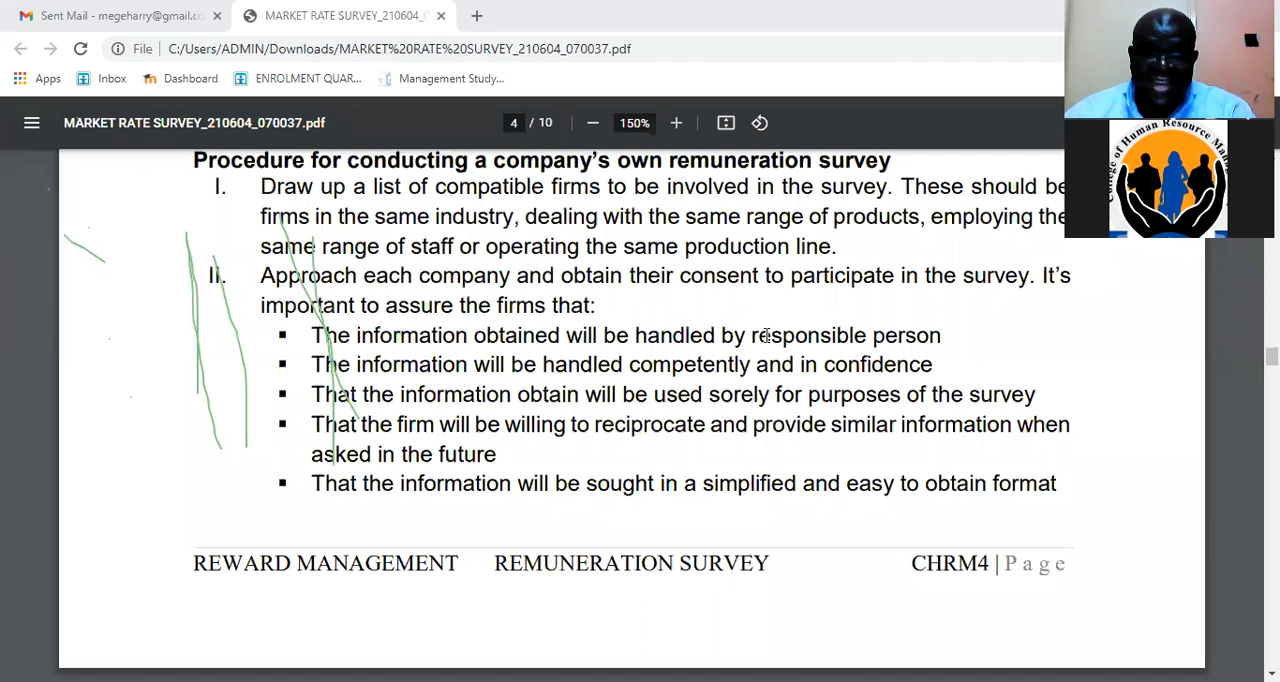 Sent Mail - megeharry@gmail.co
MARKET RATE SURVEY_210604_0
File
C:/Users/ADMIN/Downloads/MARKET%20RATE%20SURVEY_210604_070037.pdf
Apps
Inbox
Dashboard
ENROLMENT QUAR...
Management Study...
MARKET RATE SURVEY_210604_070037.pdf
4 / 10
150%
College of Human Resource Mana
Procedure for conducting a company's own remuneration survey
I. Draw up a list of compatible firms to be involved in the survey. These should be
firms in the same industry, dealing with the same range of products, employing the
same range of staff or operating the same production line.
II. Approach each company and obtain their consent to participate in the survey. It's
important to assure the firms that:
▪ The information obtained will be handled by responsible person
▪ The information will be handled competently and in confidence
▪ That the information obtain will be used sorely for purposes of the survey
▪ That the firm will be willing to reciprocate and provide similar information when
asked in the future
▪ That the information will be sought in a simplified and easy to obtain format
REWARD MANAGEMENT REMUNERATION SURVEY CHRM4 | Page